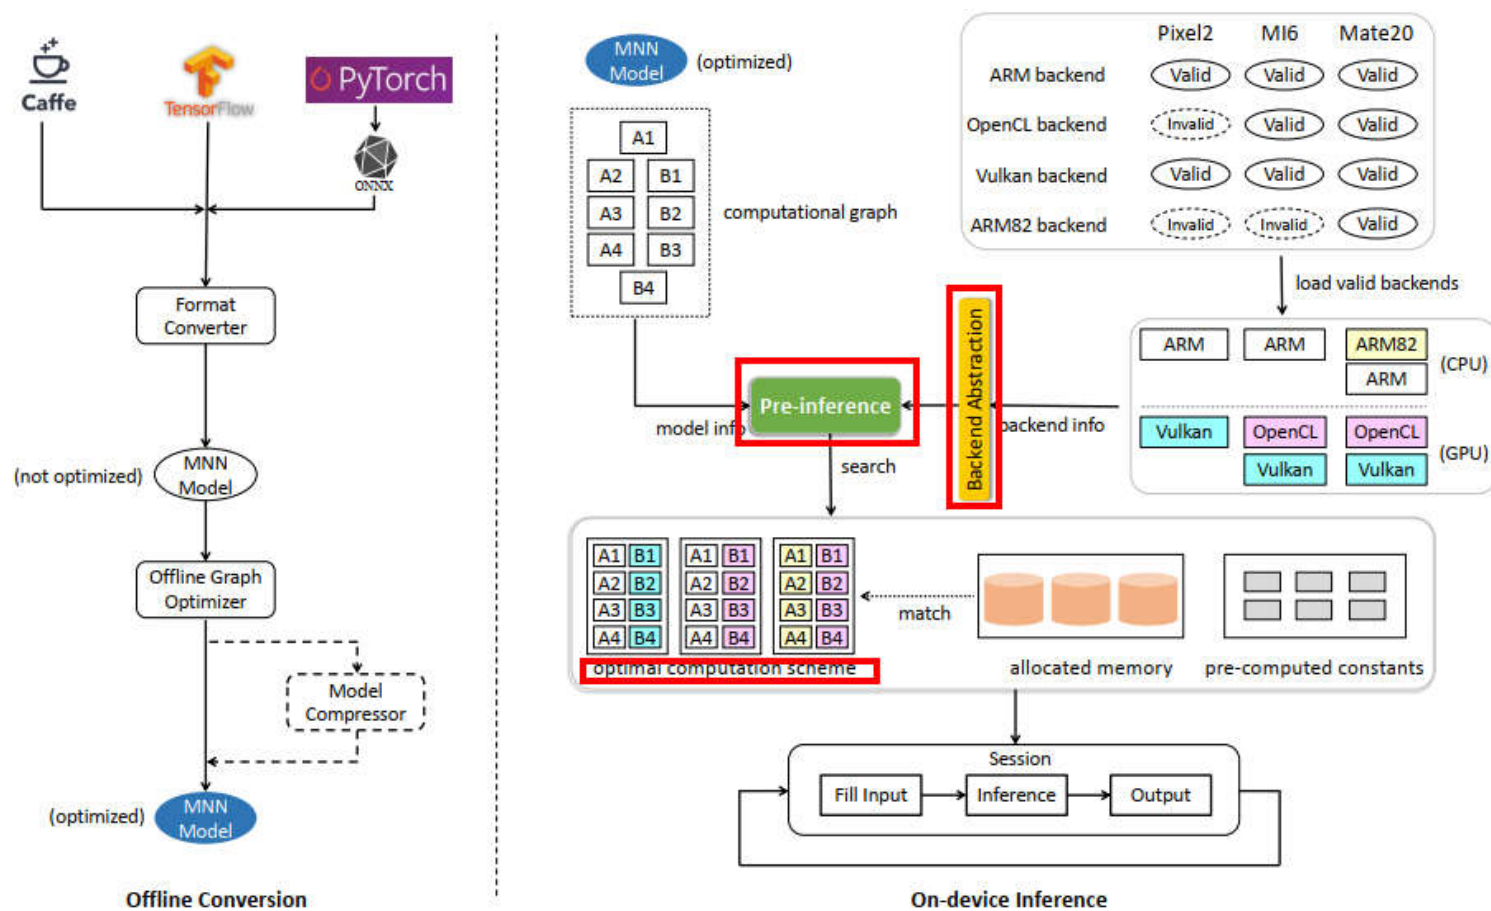 Caffe
TensorFlow
PyTorch
ONNX
Format
Converter
(not optimized)
MNN
Model
Offline Graph
Optimizer
Model
Compressor
(optimized)
MNN
Model
Offline Conversion
MNN
Model
(optimized)
A1
A2 B1
A3 B2
A4 B3
B4
computational graph
Pixel2 MI6 Mate20
ARM backend Valid Valid Valid
OpenCL backend Invalid Valid Valid
Vulkan backend Valid Valid Valid
ARM82 backend Invalid Invalid Valid
load valid backends
ARM ARM ARM82
ARM
(CPU)
Vulkan OpenCL OpenCL
Vulkan Vulkan
(GPU)
backend info
Backend Abstraction
Pre-inference
model info
search
A1 B1 A1 B1 A1 B1
A2 B2 A2 B2 A2 B2
A3 B3 A3 B3 A3 B3
A4 B4 A4 B4 A4 B4
match
optimal computation scheme
allocated memory
pre-computed constants
Session
Fill Input Inference Output
On-device Inference